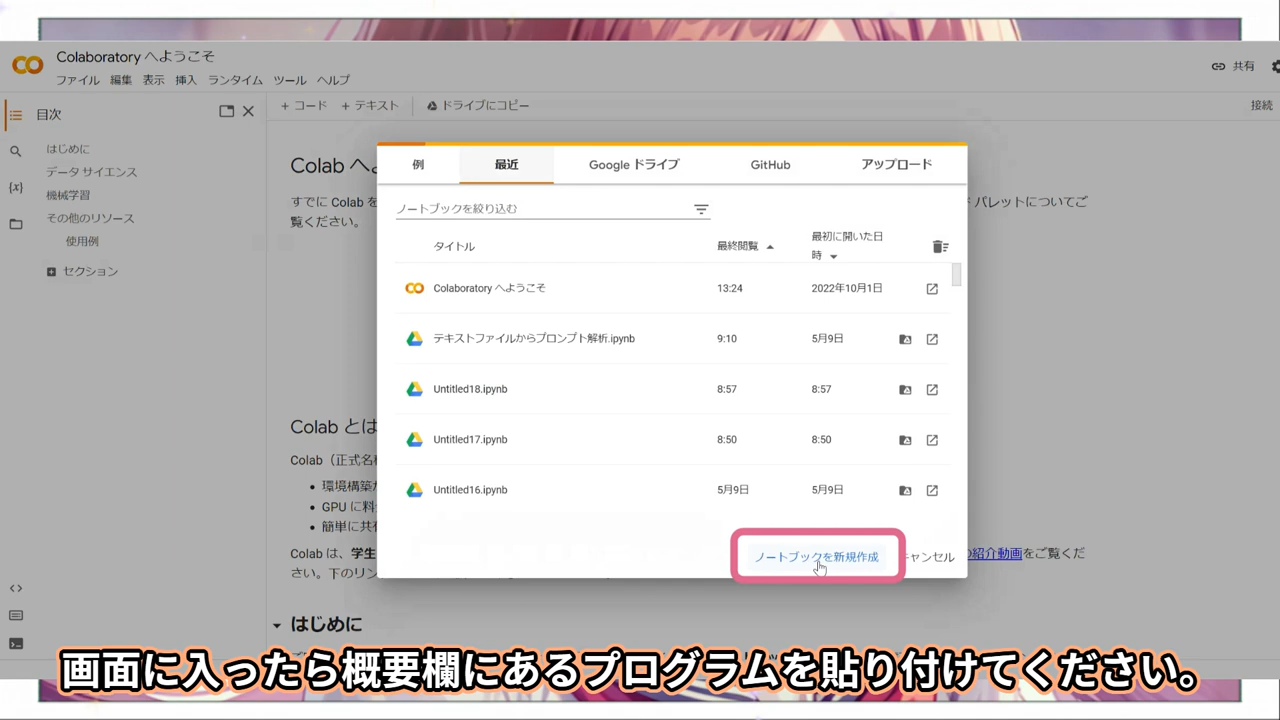 Colaboratory へようこそ
ファイル 編集 表示 挿入 ランタイム ツール ヘルプ
共有
目次
+ コード + テキスト ドライブにコピー
接続
はじめに
データ サイエンス
機械学習
その他のリソース
使用例
セクション
Colab へ
すでに Colab を
パレットについてご
覧ください。
例 最近 Google ドライブ GitHub アップロード
ノートブックを絞り込む
タイトル 最終閲覧 最初に開いた日
時
Colaboratory へようこそ 13:24 2022年10月1日
テキストファイルからプロンプト解析.ipynb 9:10 5月9日
Untitled18.ipynb 8:57 8:57
Untitled17.ipynb 8:50 8:50
Untitled16.ipynb 5月9日 5月9日
ノートブックを新規作成 キャンセル
Colab とは
Colab（正式名称
環境構築が
GPU に料
簡単に共有
Colab は、学生
紹介動画をご覧くだ
さい。下のリン
はじめに
画面に入ったら概要欄にあるプログラムを貼り付けてください。